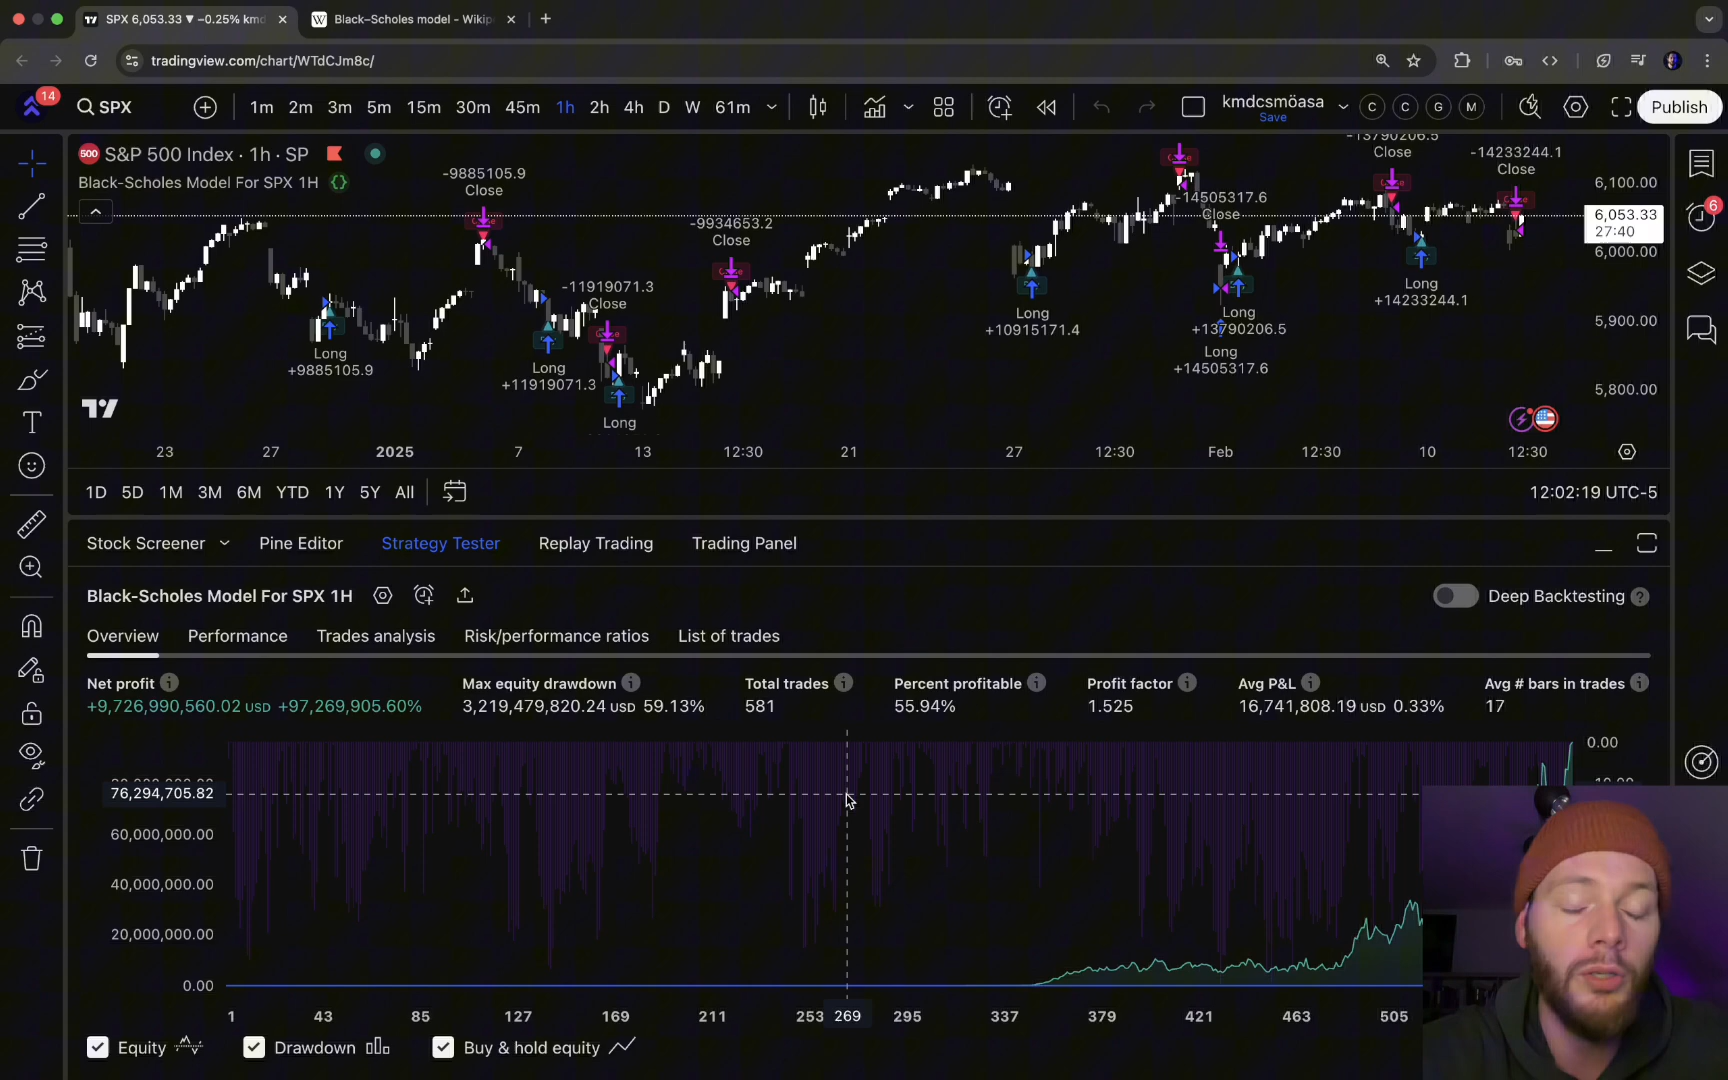 SPX 6,053.33 ▼ −0.25% kmd
Black–Scholes model - Wikip
tradingview.com/chart/WTdCJm8c/
14
SPX
1m 2m 3m 5m 15m 30m 45m 1h 2h 4h D W 61m
kmdcsmöasa
Save
C C G M
Publish
500 S&P 500 Index · 1h · SP
Black-Scholes Model For SPX 1H
-9885105.9
Close
-9934653.2
Close
-11919071.3
Close
-14505317.6
Close
-13790206.5
Close
-14233244.1
Close
Long
+9885105.9
Long
+11919071.3
Long
Long
+10915171.4
Long
+13790206.5
Long
+14505317.6
Long
+14233244.1
6,100.00
6,053.33
27:40
6,000.00
5,900.00
5,800.00
6
23 27 2025 7 13 12:30 21 27 12:30 Feb 12:30 10 12:30
1D 5D 1M 3M 6M YTD 1Y 5Y All
12:02:19 UTC-5
Stock Screener Pine Editor Strategy Tester Replay Trading Trading Panel
Black-Scholes Model For SPX 1H
Deep Backtesting ?
Overview Performance Trades analysis Risk/performance ratios List of trades
Net profit Max equity drawdown Total trades Percent profitable Profit factor Avg P&L Avg # bars in trades
+9,726,990,560.02 USD +97,269,905.60% 3,219,479,820.24 USD 59.13% 581 55.94% 1.525 16,741,808.19 USD 0.33% 17
0.00
76,294,705.82
60,000,000.00
40,000,000.00
20,000,000.00
0.00
1 43 85 127 169 211 253 269 295 337 379 421 463 505
Equity Drawdown Buy & hold equity